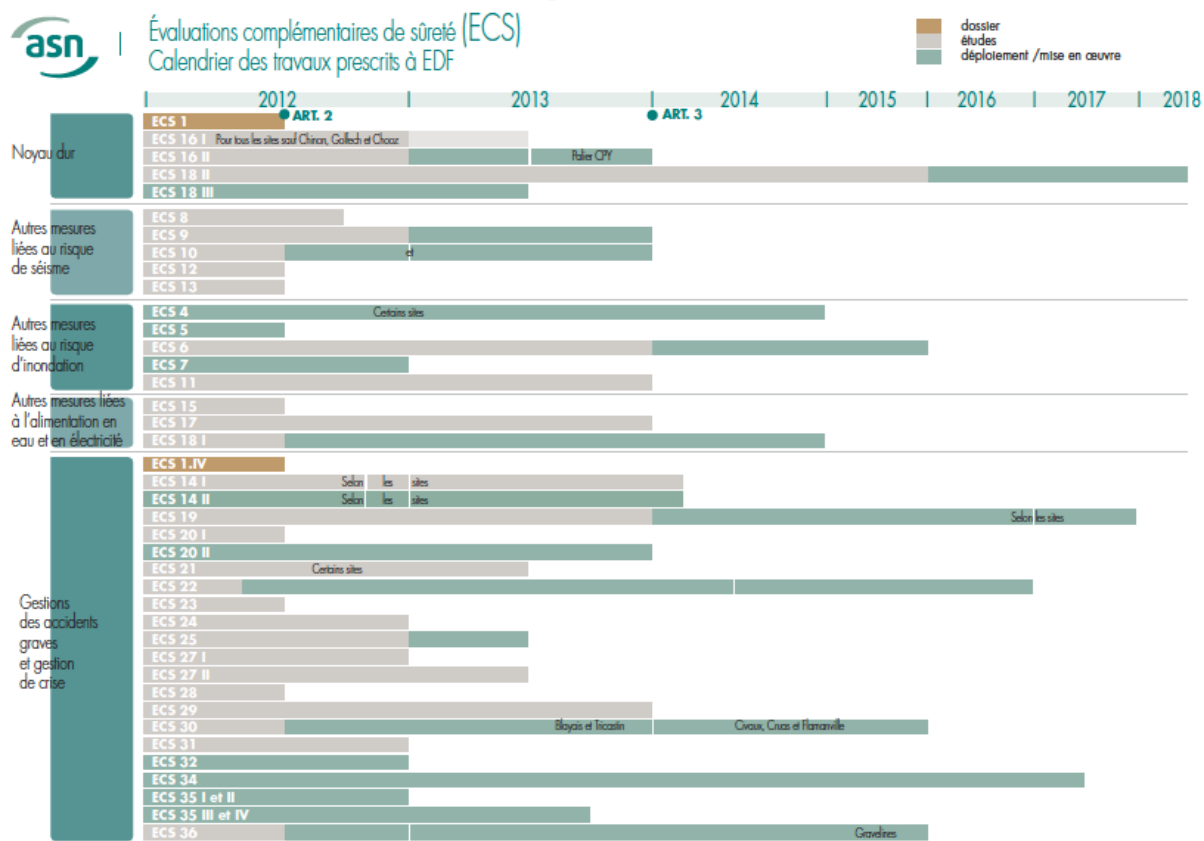 asn
Évaluations complémentaires de sûreté (ECS)
Calendrier des travaux prescrits à EDF
dossier
études
déploiement /mise en œuvre
2012 2013 2014 2015 2016 2017 2018
ART. 2 ART. 3
Noyau dur
ECS 1
ECS 16 I Pour tous les sites sauf Chinon, Golfech et Chooz
ECS 16 II Palier CPY
ECS 18 II
ECS 18 III
Autres mesures
liées au risque
de séisme
ECS 8
ECS 9
ECS 10 et
ECS 12
ECS 13
Autres mesures
liées au risque
d'inondation
ECS 4 Certains sites
ECS 5
ECS 6
ECS 7
ECS 11
Autres mesures liées
à l'alimentation en
eau et en électricité
ECS 15
ECS 17
ECS 18 I
Gestions
des accidents
graves
et gestion
de crise
ECS 1.IV
ECS 14 I Selon les sites
ECS 14 II Selon les sites
ECS 19 Selon les sites
ECS 20 I
ECS 20 II
ECS 21 Certains sites
ECS 22
ECS 23
ECS 24
ECS 25
ECS 27 I
ECS 27 II
ECS 28
ECS 29
ECS 30 Blayais et Tricastin Civaux, Cruas et Flamanville
ECS 31
ECS 32
ECS 34
ECS 35 I et II
ECS 35 III et IV
ECS 36 Gravelines